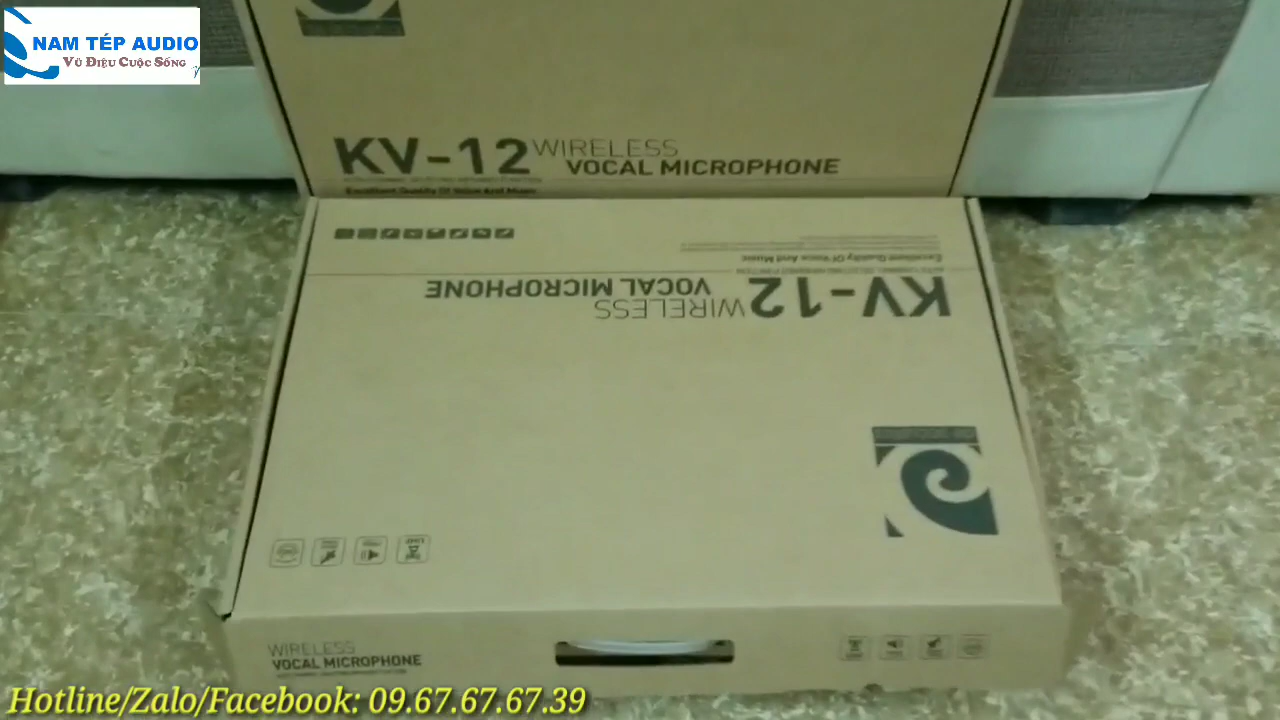 NAM TÉP AUDIO
Vũ Điệu Cuộc Sống
KV-12 WIRELESS
VOCAL MICROPHONE
Excellent Quality Of Voice And Music
Excellent Quality Of Voice And Music
KV-12 WIRELESS
VOCAL MICROPHONE
WIRELESS
VOCAL MICROPHONE
Hotline/Zalo/Facebook: 09.67.67.67.39